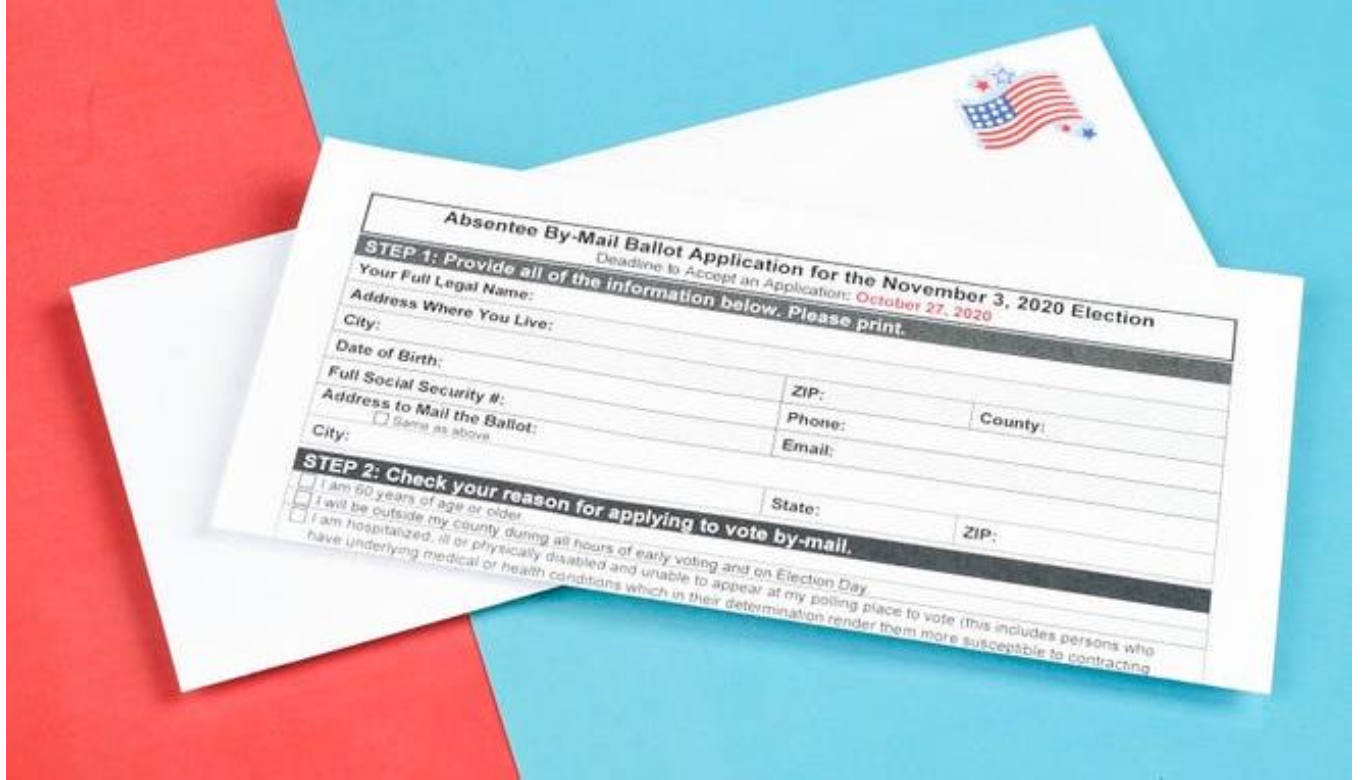 Absentee By-Mail Ballot Application for the November 3, 2020 Election
Deadline to Accept an Application: October 27, 2020
STEP 1: Provide all of the information below. Please print.
Your Full Legal Name:
Address Where You Live:
City: ZIP: County:
Date of Birth: Phone:
Full Social Security #: Email:
Address to Mail the Ballot:
Same as above
City: State: ZIP:
STEP 2: Check your reason for applying to vote by-mail.
I am 60 years of age or older
I will be outside my county during all hours of early voting and on Election Day
I am hospitalized, ill or physically disabled and unable to appear at my polling place to vote (this includes persons who
have underlying medical or health conditions which in their determination render them more susceptible to contracting